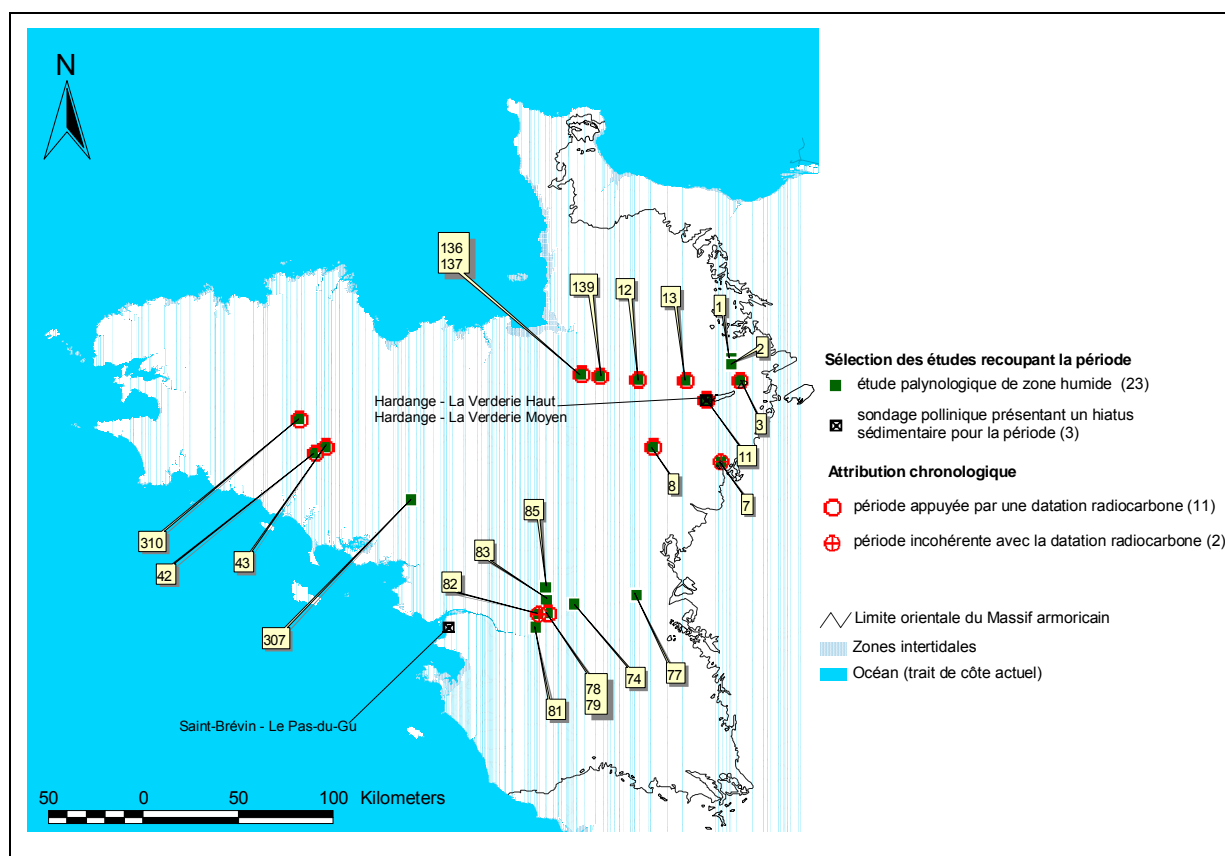 N
136
137
139
12
13
1
2
Hardange - La Verderie Haut
Hardange - La Verderie Moyen
3
11
8
7
310
42
43
85
83
82
307
81
78
79
74
77
Saint-Brévin - Le Pas-du-Gu
50 0 50 100 Kilometers
Sélection des études recoupant la période
étude palynologique de zone humide (23)
sondage pollinique présentant un hiatus
sédimentaire pour la période (3)
Attribution chronologique
période appuyée par une datation radiocarbone (11)
période incohérente avec la datation radiocarbone (2)
Limite orientale du Massif armoricain
Zones intertidales
Océan (trait de côte actuel)